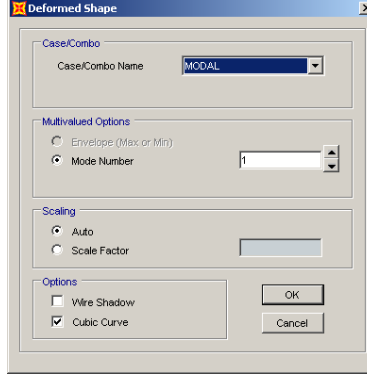 Deformed Shape
Case/Combo
Case/Combo Name MODAL
Multivalued Options
Envelope (Max or Min)
Mode Number 1
Scaling
Auto
Scale Factor
Options
Wire Shadow
Cubic Curve
OK
Cancel